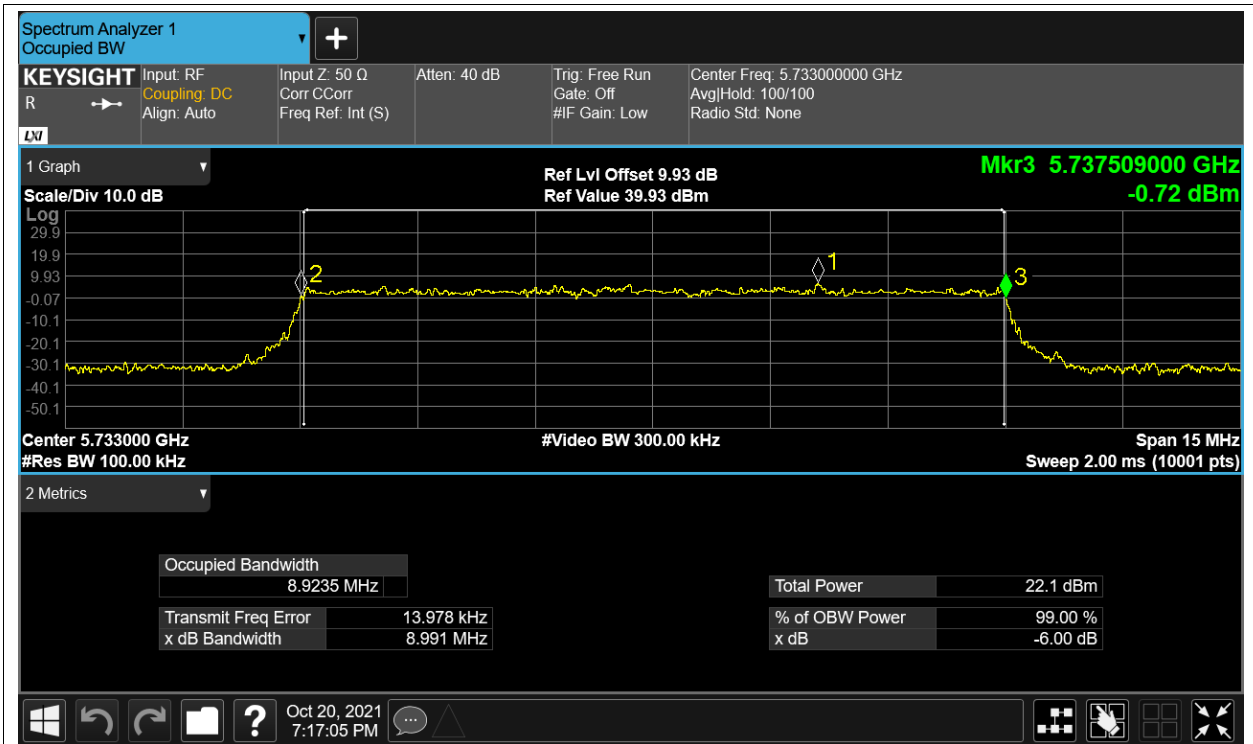 Spectrum Analyzer 1
Occupied BW
KEYSIGHT
R
LXI
Input: RF
Coupling: DC
Align: Auto
Input Z: 50 Ω
Corr CCorr
Freq Ref: Int (S)
Atten: 40 dB
Trig: Free Run
Gate: Off
#IF Gain: Low
Center Freq: 5.733000000 GHz
Avg|Hold: 100/100
Radio Std: None
1 Graph
Scale/Div 10.0 dB
Ref Lvl Offset 9.93 dB
Ref Value 39.93 dBm
Mkr3 5.737509000 GHz
-0.72 dBm
Log
29.9
19.9
9.93
-0.07
-10.1
-20.1
-30.1
-40.1
-50.1
2
1
3
Center 5.733000 GHz
#Res BW 100.00 kHz
#Video BW 300.00 kHz
Span 15 MHz
Sweep 2.00 ms (10001 pts)
2 Metrics
Occupied Bandwidth
8.9235 MHz
Transmit Freq Error 13.978 kHz
x dB Bandwidth 8.991 MHz
Total Power 22.1 dBm
% of OBW Power 99.00 %
x dB -6.00 dB
?
Oct 20, 2021
7:17:05 PM